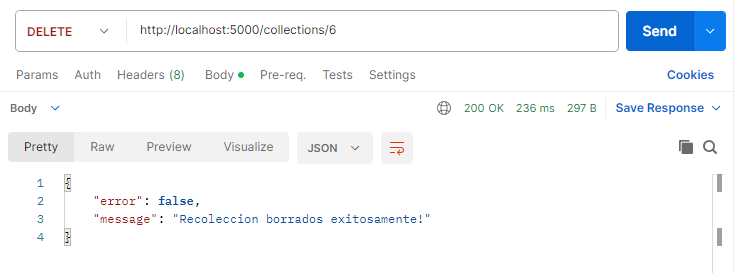 DELETE http://localhost:5000/collections/6 Send
Params Auth Headers (8) Body Pre-req. Tests Settings Cookies
Body 200 OK 236 ms 297 B Save Response
Pretty Raw Preview Visualize JSON
1 {
2 "error": false,
3 "message": "Recoleccion borrados exitosamente!"
4 }